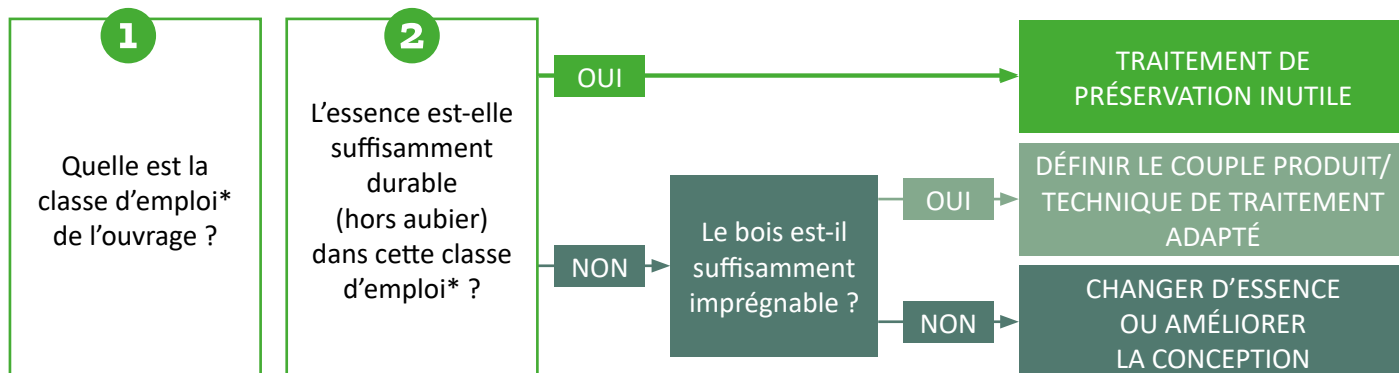 1
Quelle est la
classe d’emploi*
de l’ouvrage ?
2
L’essence est-elle
suffisamment
durable
(hors aubier)
dans cette classe
d’emploi* ?
OUI
TRAITEMENT DE
PRÉSERVATION INUTILE
NON
Le bois est-il
suffisamment
imprégnable ?
OUI
DÉFINIR LE COUPLE PRODUIT/
TECHNIQUE DE TRAITEMENT
ADAPTÉ
NON
CHANGER D’ESSENCE
OU AMÉLIORER
LA CONCEPTION